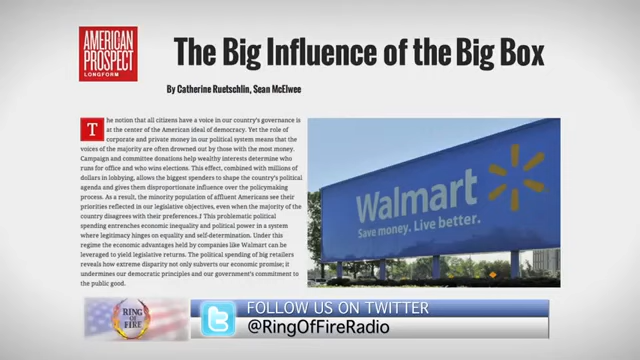 AMERICAN
PROSPECT
LONGFORM
The Big Influence of the Big Box
By Catherine Ruetschlin, Sean McElwee
The notion that all citizens have a voice in our country's governance is
at the center of the American ideal of democracy. Yet the role of
corporate and private money in our political system means that the
voices of the majority are often drowned out by those with the most money.
Campaign and committee donations help wealthy interests determine who
runs for office and who wins elections. This effect, combined with millions of
dollars in lobbying, allows the biggest spenders to shape the country's political
agenda and gives them disproportionate influence over the policymaking
process. As a result, the minority population of affluent Americans see their
priorities reflected in our legislative objectives, even when the majority of the
country disagree with their preferences.J This problematic political
spending entrenches economic inequality and political power in a system
where legitimacy hinges on equality and self-determination. Under this
regime the economic advantages held by companies like Walmart can be
leveraged to yield legislative returns. The political spending of big retailers
reveals how extreme disparity not only subverts our economic promise; it
undermines our democratic principles and our government's commitment to
the public good.
Walmart
Save money. Live better.
RING
OF
FIRE
FOLLOW US ON TWITTER
@RingOfFireRadio